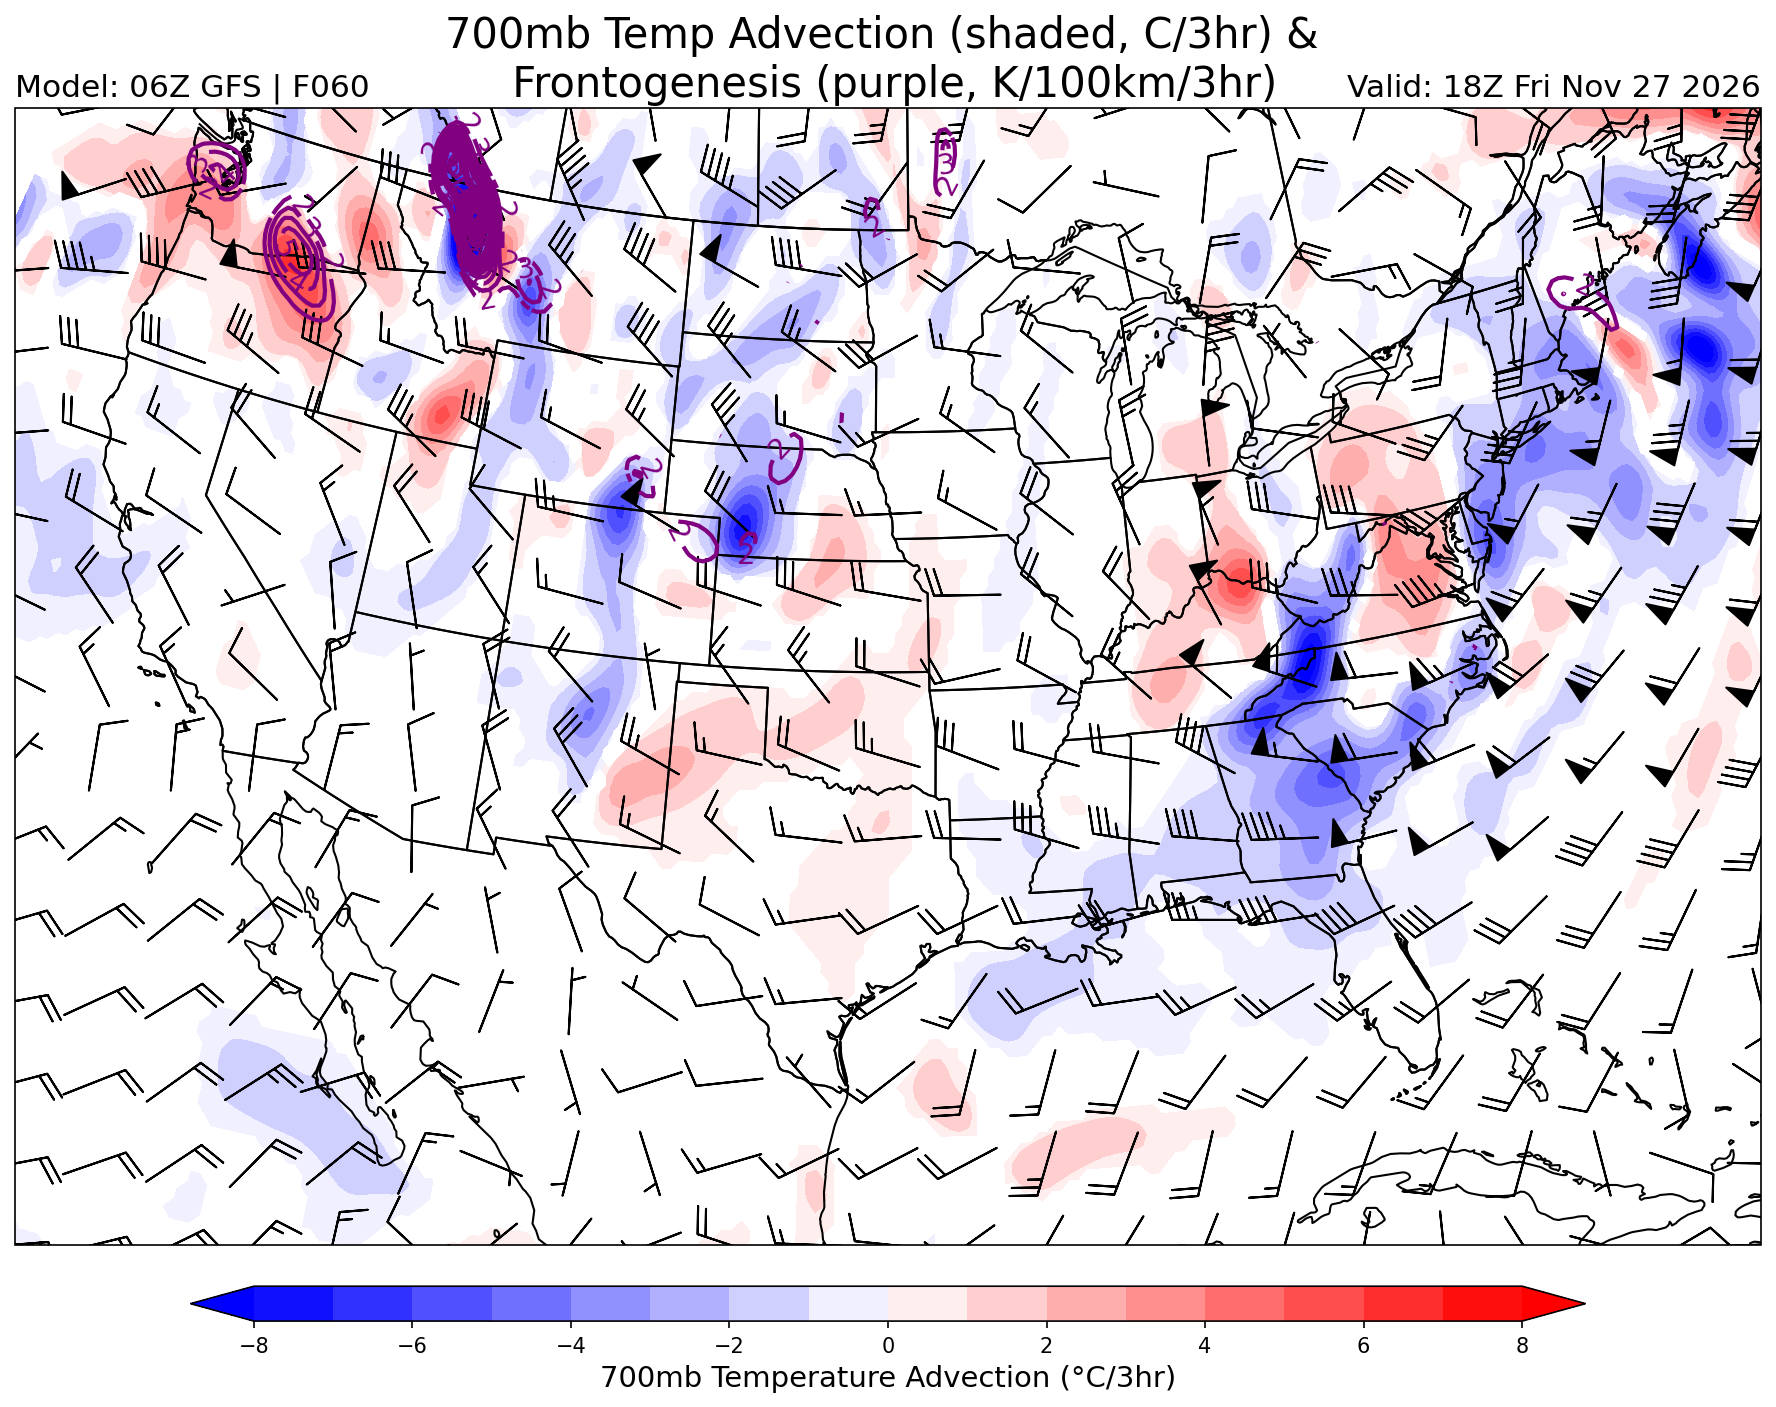 700mb Temp Advection (shaded, C/3hr) &
Frontogenesis (purple, K/100km/3hr)
Model: 06Z GFS | F060
Valid: 18Z Fri Nov 27 2026
−8 −6 −4 −2 0 2 4 6 8
700mb Temperature Advection (°C/3hr)